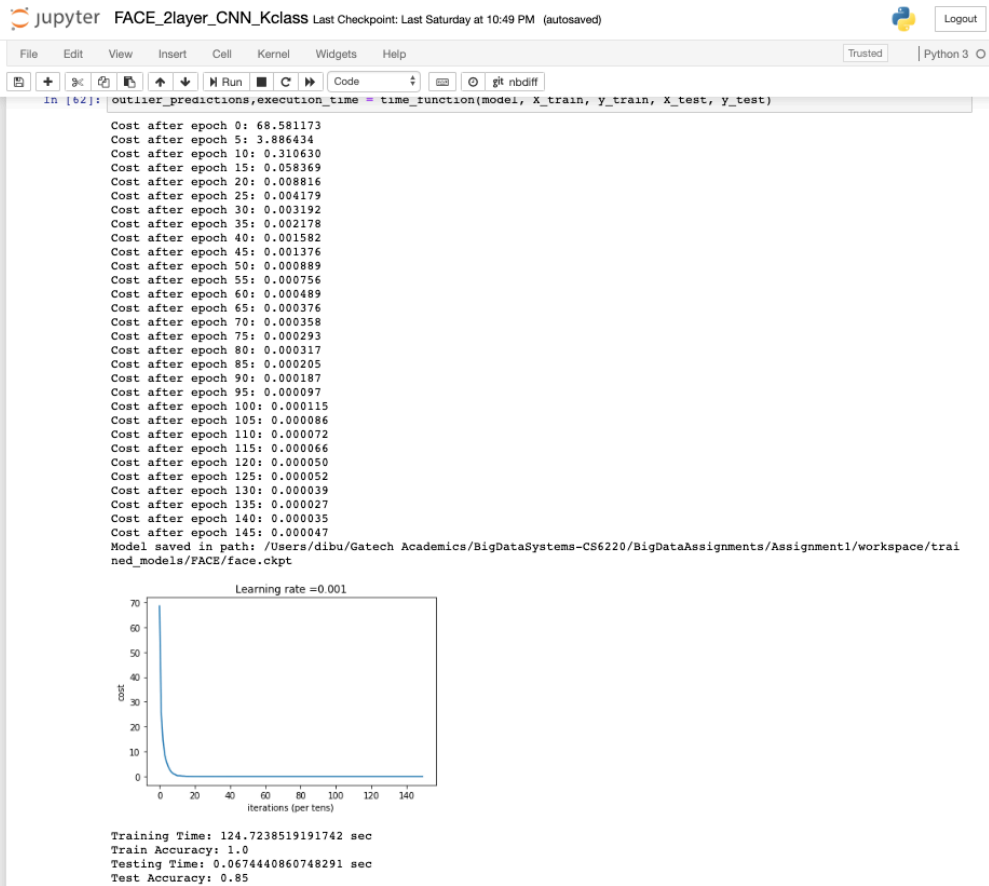 jupyter FACE_2layer_CNN_Kclass Last Checkpoint: Last Saturday at 10:49 PM (autosaved)
Logout
File Edit View Insert Cell Kernel Widgets Help
Trusted
Python 3
Run
Code
git nbdiff
In [62]: outlier_predictions,execution_time = time_function(model, X_train, y_train, X_test, y_test)
Cost after epoch 0: 68.581173
Cost after epoch 5: 3.886434
Cost after epoch 10: 0.310630
Cost after epoch 15: 0.058369
Cost after epoch 20: 0.008816
Cost after epoch 25: 0.004179
Cost after epoch 30: 0.003192
Cost after epoch 35: 0.002178
Cost after epoch 40: 0.001582
Cost after epoch 45: 0.001376
Cost after epoch 50: 0.000889
Cost after epoch 55: 0.000756
Cost after epoch 60: 0.000489
Cost after epoch 65: 0.000376
Cost after epoch 70: 0.000358
Cost after epoch 75: 0.000293
Cost after epoch 80: 0.000317
Cost after epoch 85: 0.000205
Cost after epoch 90: 0.000187
Cost after epoch 95: 0.000097
Cost after epoch 100: 0.000115
Cost after epoch 105: 0.000086
Cost after epoch 110: 0.000072
Cost after epoch 115: 0.000066
Cost after epoch 120: 0.000050
Cost after epoch 125: 0.000052
Cost after epoch 130: 0.000039
Cost after epoch 135: 0.000027
Cost after epoch 140: 0.000035
Cost after epoch 145: 0.000047
Model saved in path: /Users/dibu/Gatech Academics/BigDataSystems-CS6220/BigDataAssignments/Assignment1/workspace/trai
ned_models/FACE/face.ckpt
Learning rate =0.001
70
60
50
40
30
20
10
0
cost
0 20 40 60 80 100 120 140
iterations (per tens)
Training Time: 124.7238519191742 sec
Train Accuracy: 1.0
Testing Time: 0.0674440860748291 sec
Test Accuracy: 0.85